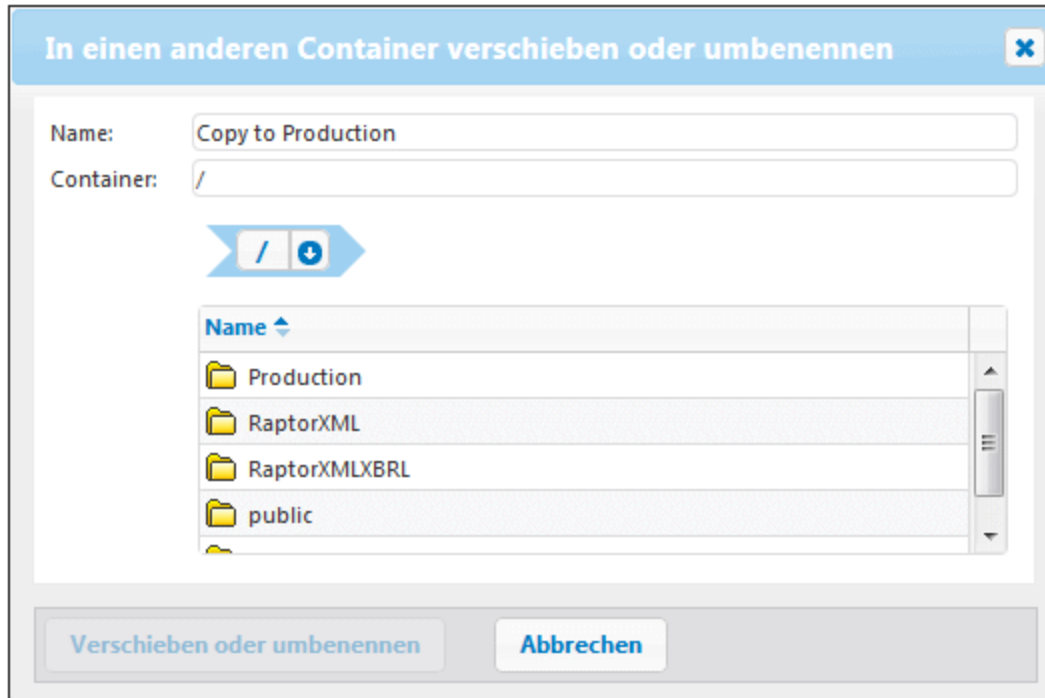 In einen anderen Container verschieben oder umbenennen
Name: Copy to Production
Container: /
/
Name
Production
RaptorXML
RaptorXMLXBRL
public
Verschieben oder umbenennen Abbrechen